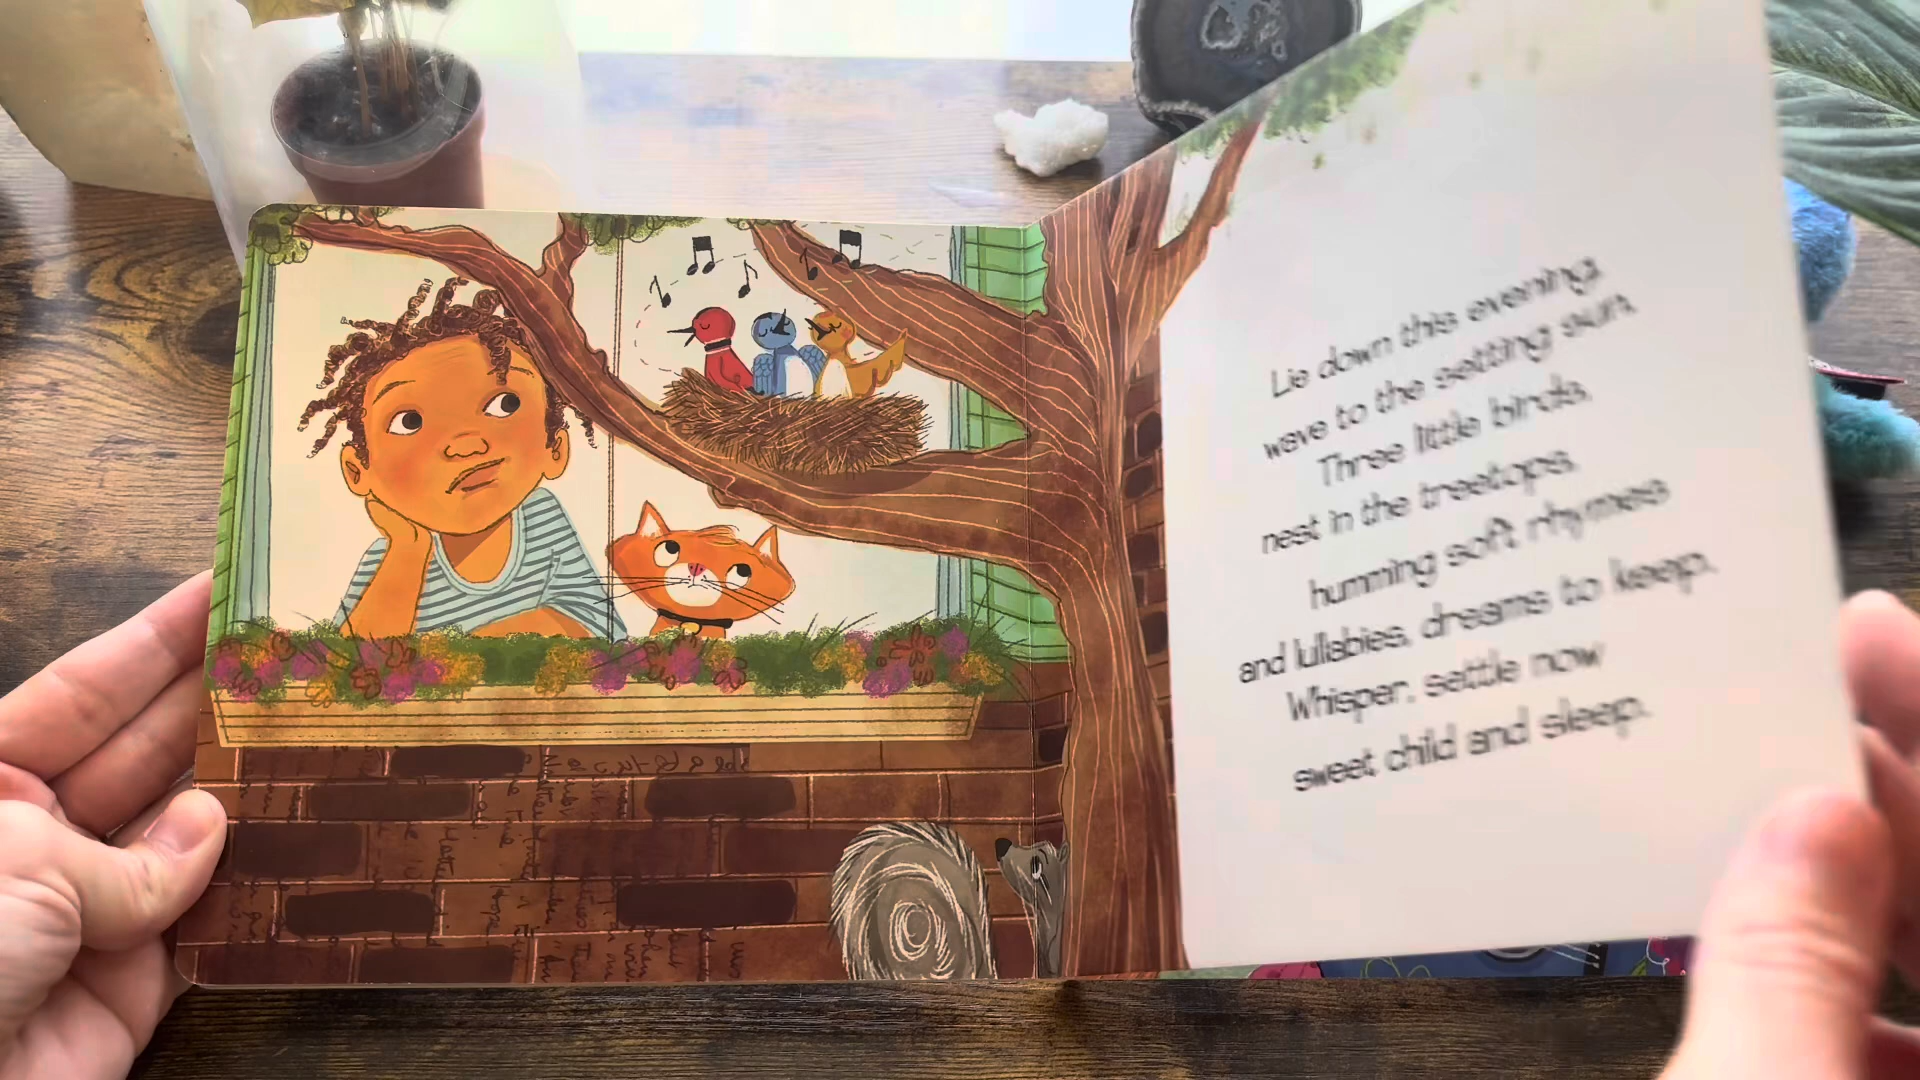 Lie down this evening,
wave to the setting sun.
Three little birds,
nest in the treetops,
humming soft rhymes
and lullabies, dreams to keep,
Whisper, settle now
sweet child and sleep.